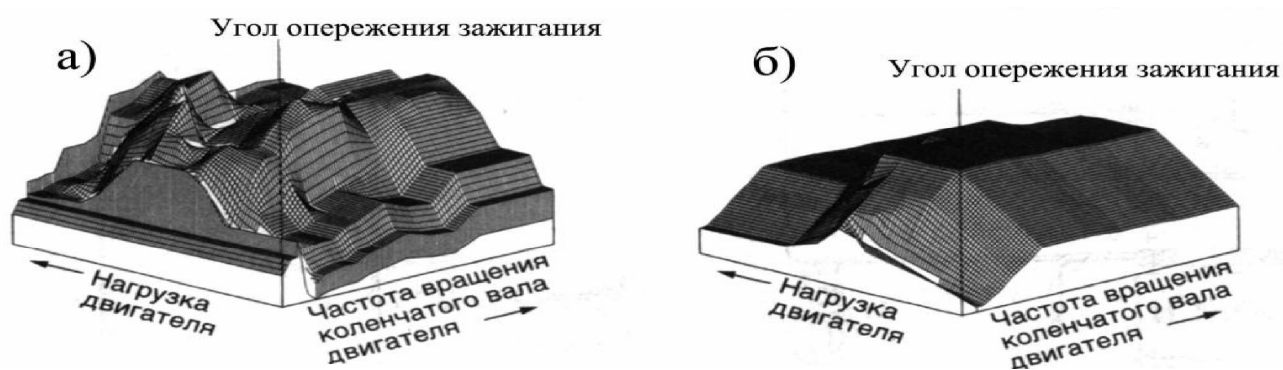 Угол опережения зажигания
а)
Нагрузка
двигателя
Частота вращения
коленчатого вала
двигателя
б)
Угол опережения зажигания
Нагрузка
двигателя
Частота вращения
коленчатого вала
двигателя